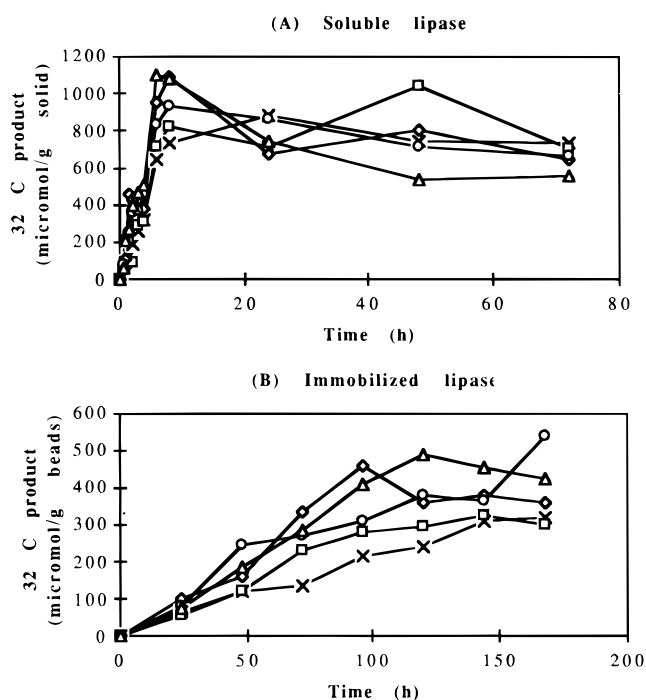 (A) Soluble lipase
1200
1000
800
600
400
200
0
32 C product
(micromol/g solid)
0 20 40 60 80
Time (h)
(B) Immobilized lipase
600
500
400
300
200
100
0
32 C product
(micromol/g beads)
0 50 100 150 200
Time (h)